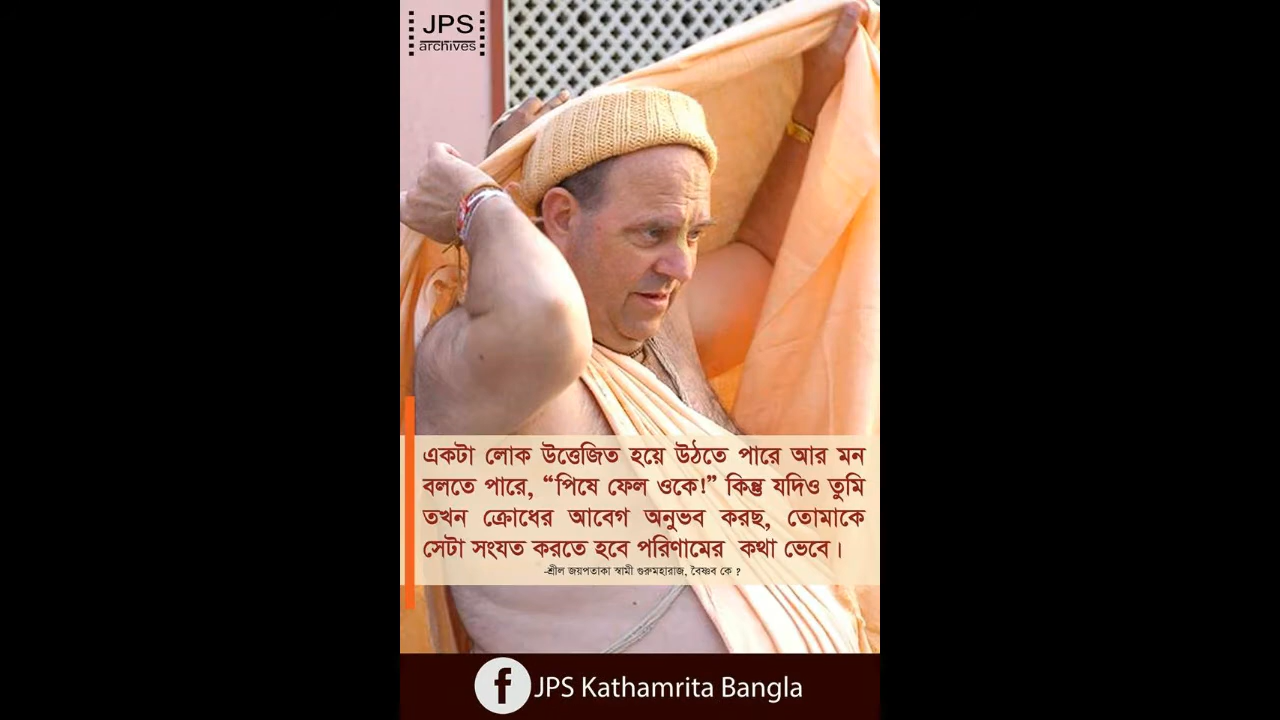 JPS
archives
একটা লোক উত্তেজিত হয়ে উঠতে পারে আর মন
বলতে পারে, “পিষে ফেল ওকে!” কিন্তু যদিও তুমি
তখন ক্রোধের আবেগ অনুভব করছ, তোমাকে
সেটা সংযত করতে হবে পরিণামের কথা ভেবে।
-শ্রীল জয়পতাকা স্বামী গুরুমহারাজ, বৈষ্ণব কে ?
f JPS Kathamrita Bangla